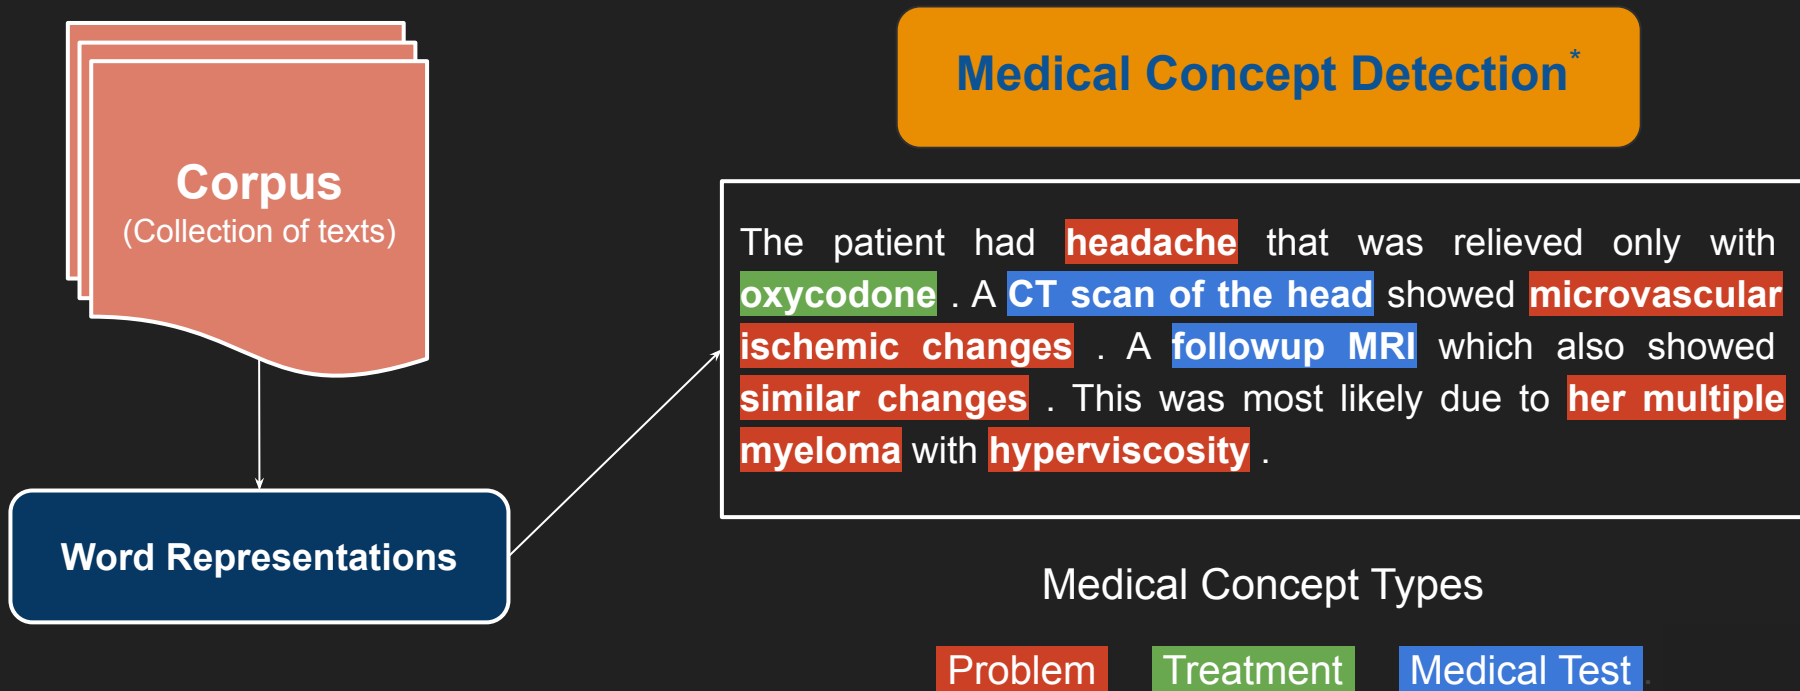 Corpus
(Collection of texts)
Word Representations
Medical Concept Detection*
The patient had headache that was relieved only with
oxycodone . A CT scan of the head showed microvascular
ischemic changes . A followup MRI which also showed
similar changes . This was most likely due to her multiple
myeloma with hyperviscosity .
Medical Concept Types
Problem Treatment Medical Test .